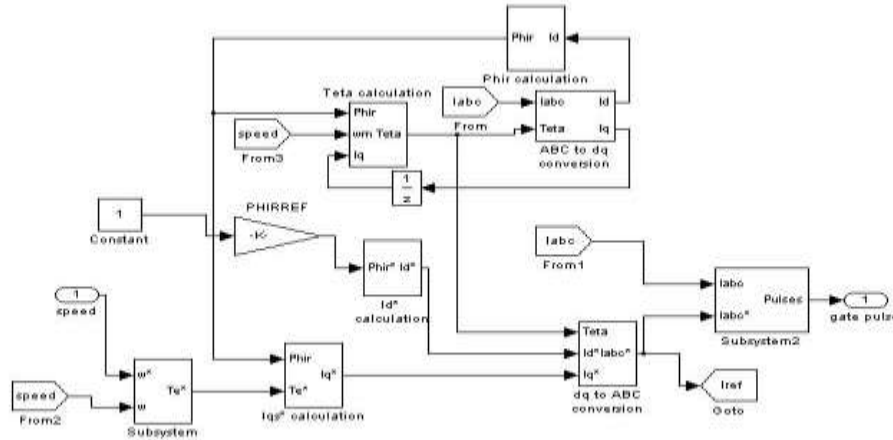 Phir Id
Phir calculation
Teta calculation
Phir
wm Teta
Iq
speed
From3
Iabc
From
Iabc Id
Teta Iq
ABC to dq
conversion
1
z
PHIRREF
1
Constant
-K-
Phir* Id*
Id*
calculation
Iabc
From1
Iabc
Pulses
Iabc*
Subsystem2
1
gate pulse
1
speed
speed
From2
w*
Te*
w
Subsystem
Phir
Iq*
Te*
Iqs* calculation
Teta
Id* Iabc*
Iq*
dq to ABC
conversion
Iref
Goto